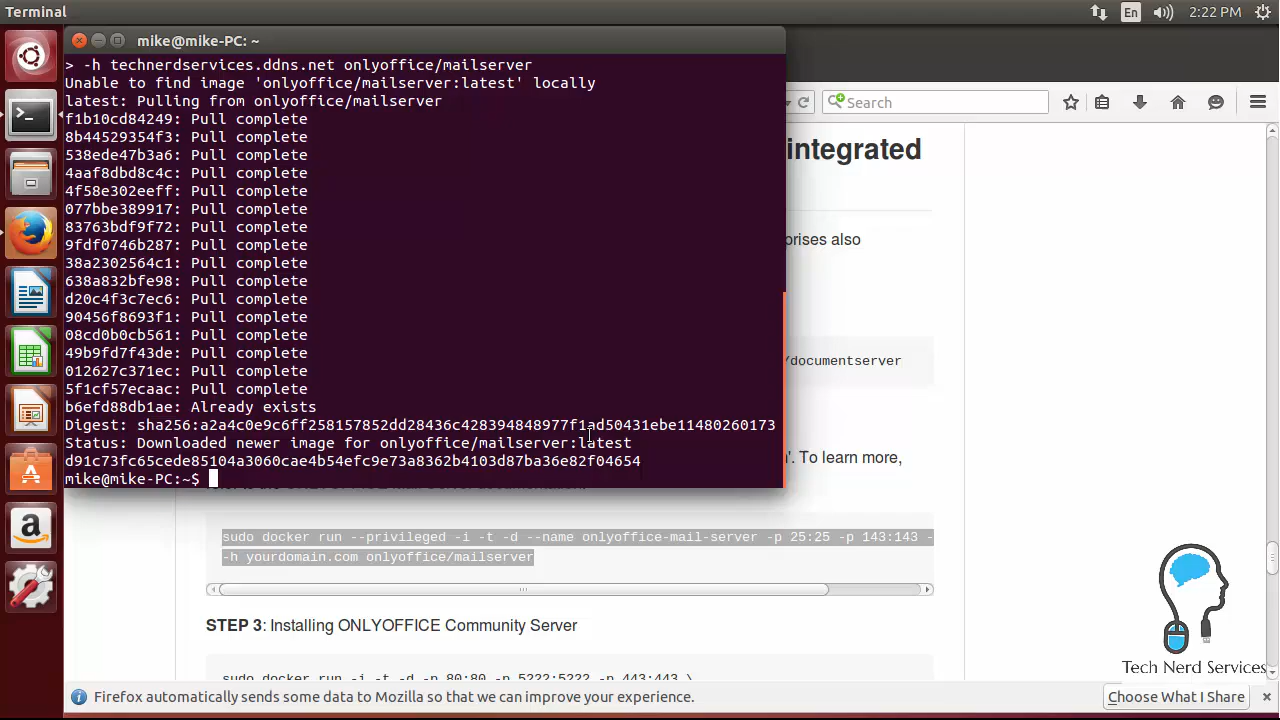 Terminal
En
2:22 PM
mike@mike-PC: ~
> -h technerdservices.ddns.net onlyoffice/mailserver
Unable to find image 'onlyoffice/mailserver:latest' locally
latest: Pulling from onlyoffice/mailserver
f1b10cd84249: Pull complete
8b44529354f3: Pull complete
538ede47b3a6: Pull complete
4aaf8dbd8c4c: Pull complete
4f58e302eeff: Pull complete
077bbe389917: Pull complete
83763bdf9f72: Pull complete
9fdf0746b287: Pull complete
38a2302564c1: Pull complete
638a832bfe98: Pull complete
d20c4f3c7ec6: Pull complete
90456f8693f1: Pull complete
08cd0b0cb561: Pull complete
49b9fd7f43de: Pull complete
012627c371ec: Pull complete
5f1cf57ecaac: Pull complete
b6efd88db1ae: Already exists
Digest: sha256:a2a4c0e9c6ff258157852dd28436c428394848977f1ad50431ebe11480260173
Status: Downloaded newer image for onlyoffice/mailserver:latest
d91c73fc65cede85104a3060cae4b54efc9e73a8362b4103d87ba36e82f04654
mike@mike-PC:~$
Search
integrated
prises also
/documentserver
'. To learn more,
sudo docker run --privileged -i -t -d --name onlyoffice-mail-server -p 25:25 -p 143:143 -
-h yourdomain.com onlyoffice/mailserver
STEP 3: Installing ONLYOFFICE Community Server
sudo docker run -i -t -d -p 80:80 -p 5222:5222 -p 443:443 \
Tech Nerd Services
Firefox automatically sends some data to Mozilla so that we can improve your experience.
Choose What I Share